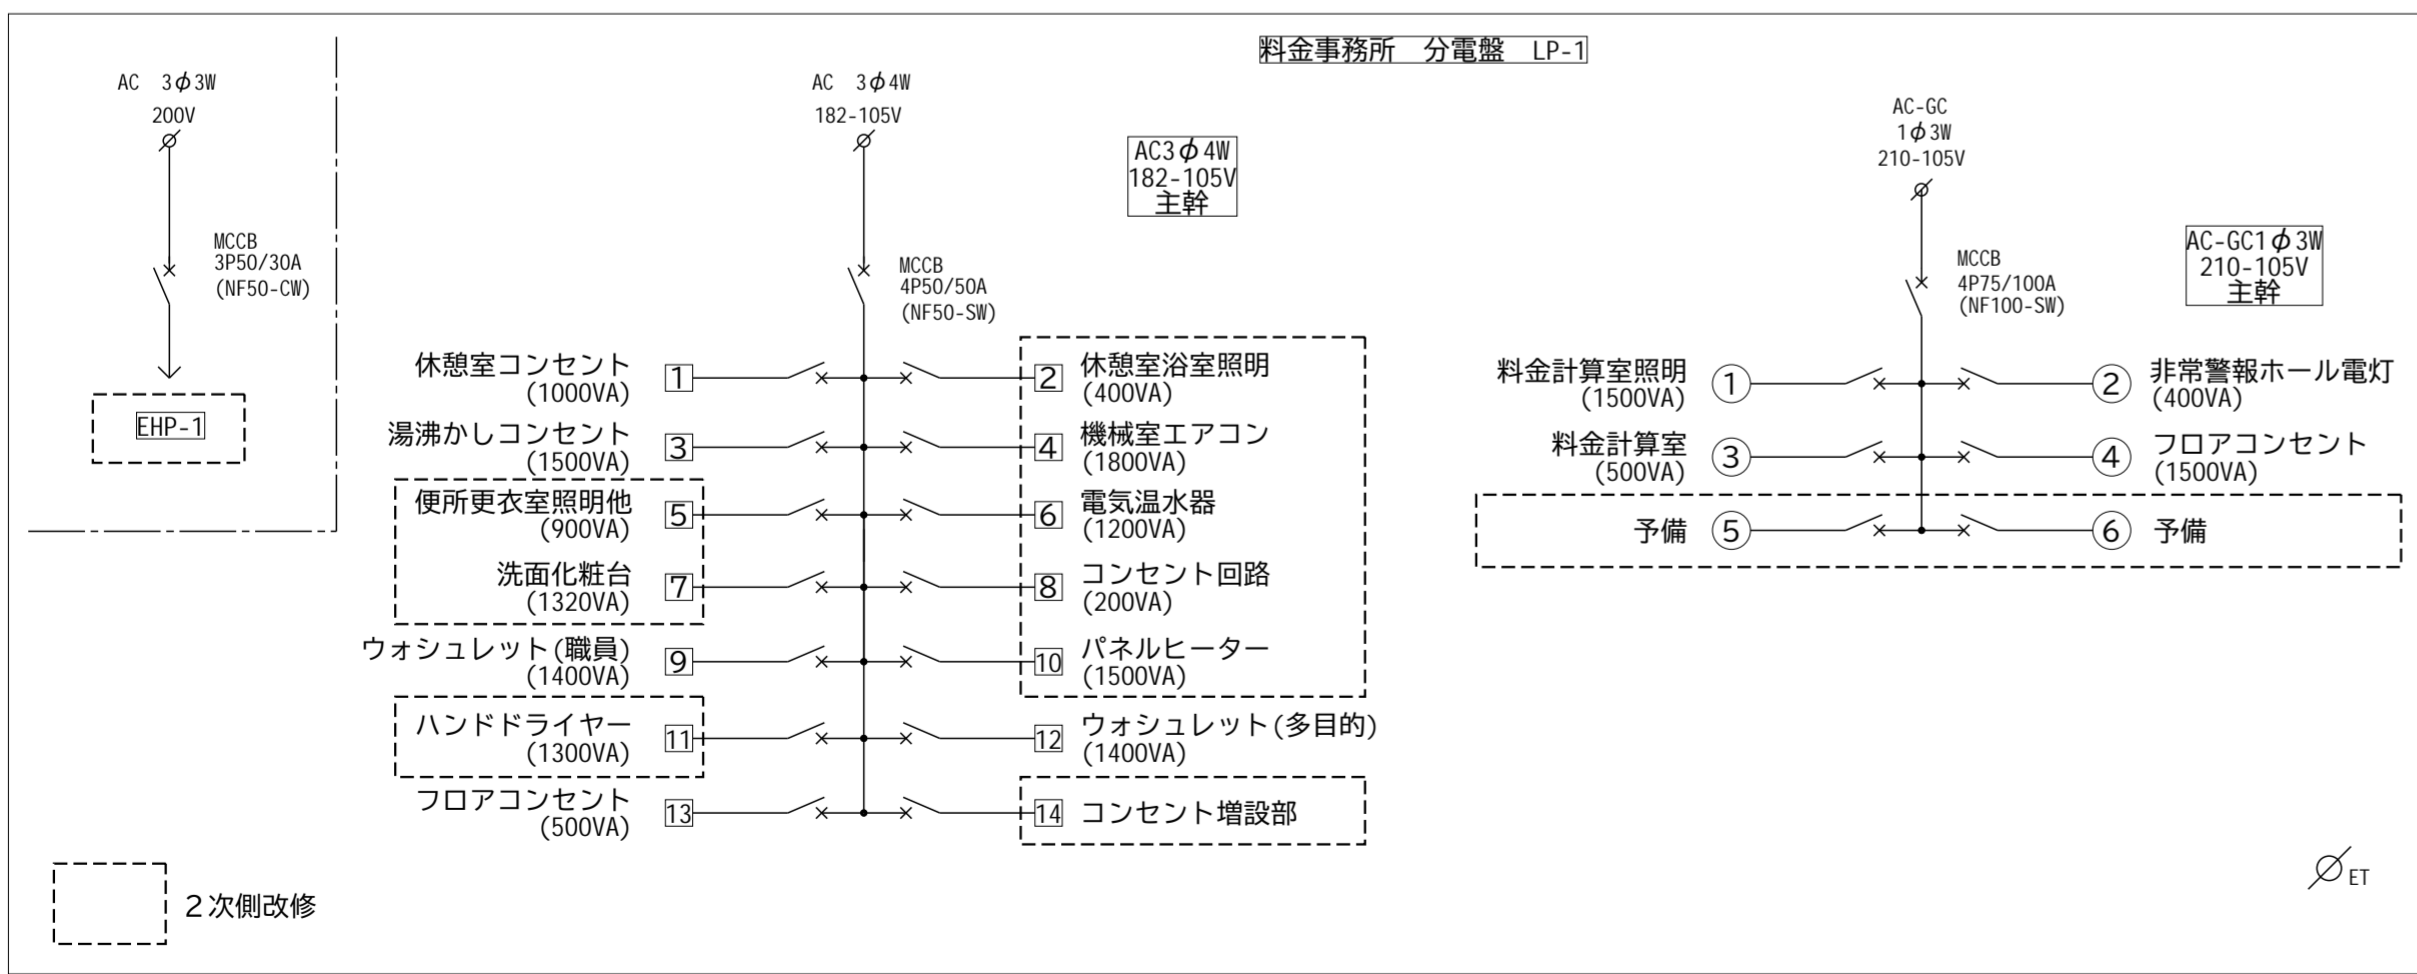 料金事務所　分電盤　LP-1
AC　3φ3W
200V
MCCB
3P50/30A
(NF50-CW)
EHP-1
AC　3φ4W
182-105V
AC3φ4W
182-105V
主幹
MCCB
4P50/50A
(NF50-SW)
休憩室コンセント
(1000VA)
1
2
休憩室浴室照明
(400VA)
湯沸かしコンセント
(1500VA)
3
4
機械室エアコン
(1800VA)
便所更衣室照明他
(900VA)
5
6
電気温水器
(1200VA)
洗面化粧台
(1320VA)
7
8
コンセント回路
(200VA)
ウォシュレット(職員)
(1400VA)
9
10
パネルヒーター
(1500VA)
ハンドドライヤー
(1300VA)
11
12
ウォシュレット(多目的)
(1400VA)
フロアコンセント
(500VA)
13
14
コンセント増設部
AC-GC
1φ3W
210-105V
AC-GC1φ3W
210-105V
主幹
MCCB
4P75/100A
(NF100-SW)
料金計算室照明
(1500VA)
1
2
非常警報ホール電灯
(400VA)
料金計算室
(500VA)
3
4
フロアコンセント
(1500VA)
予備
5
6
予備
２次側改修
ET